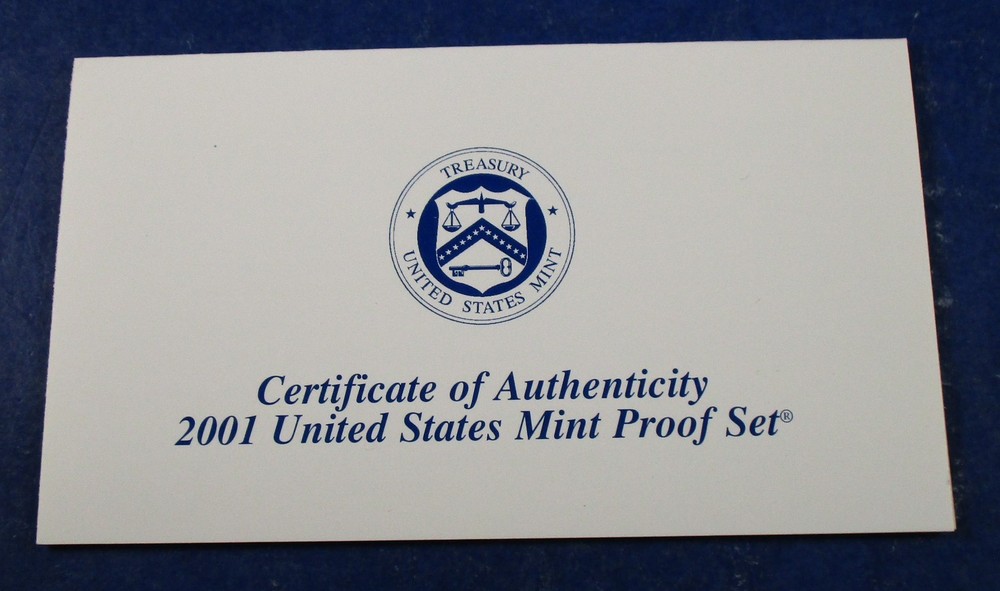 TREASURY
UNITED STATES MINT
Certificate of Authenticity
2001 United States Mint Proof Set®